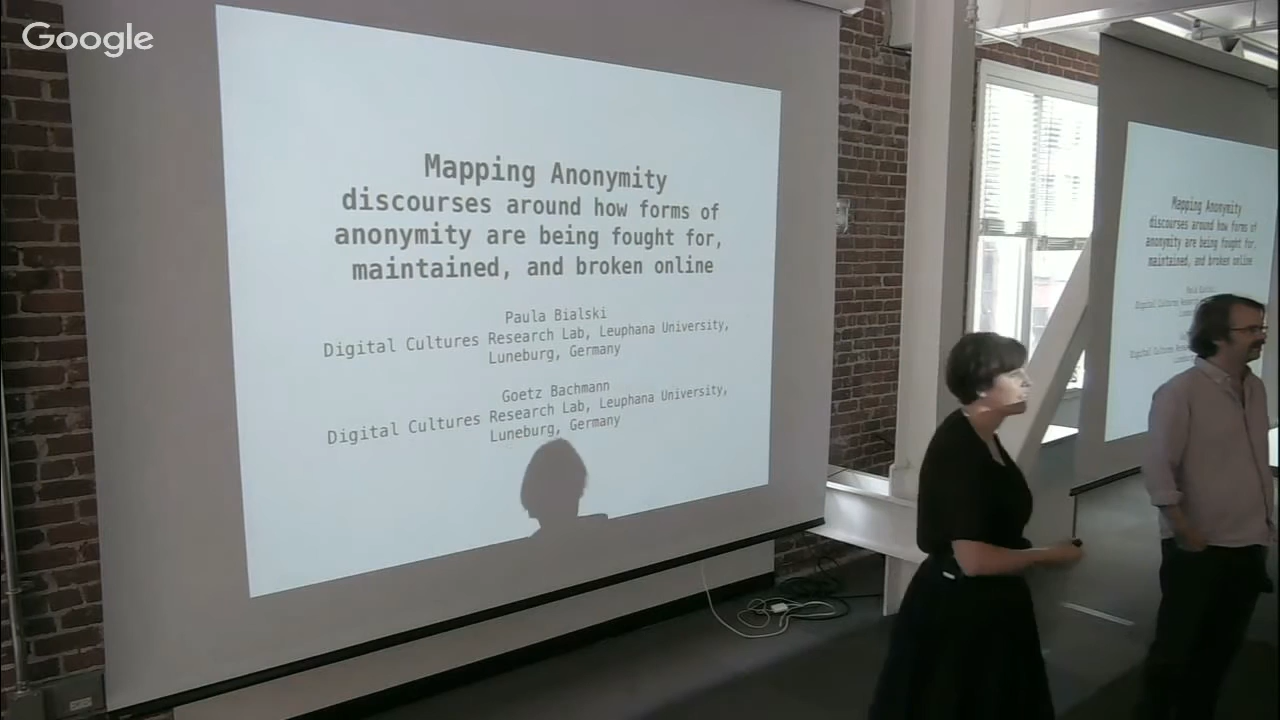 Google
Mapping Anonymity
discourses around how forms of
anonymity are being fought for,
maintained, and broken online
Paula Bialski
Digital Cultures Research Lab, Leuphana University,
Luneburg, Germany
Goetz Bachmann
Digital Cultures Research Lab, Leuphana University,
Luneburg, Germany
Mapping Anonymity
discourses around how forms of
anonymity are being fought for,
maintained, and broken online
Digital Cultures